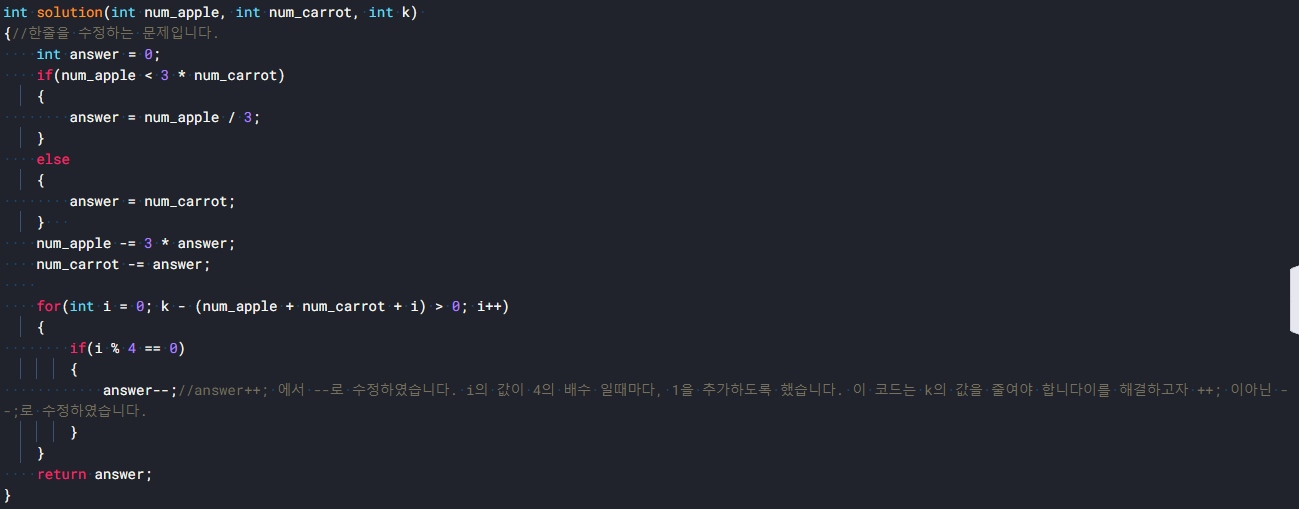 int solution(int num_apple, int num_carrot, int k)
{//한줄을 수정하는 문제입니다.
    int answer = 0;
    if(num_apple < 3 * num_carrot)
    {
        answer = num_apple / 3;
    }
    else
    {
        answer = num_carrot;
    }
    num_apple -= 3 * answer;
    num_carrot -= answer;
    
    for(int i = 0; k - (num_apple + num_carrot + i) > 0; i++)
    {
        if(i % 4 == 0)
        {
            answer--;//answer++; 에서 --로 수정하였습니다. i의 값이 4의 배수 일때마다, 1을 추가하도록 했습니다. 이 코드는 k의 값을 줄여야 합니다이를 해결하고자 ++; 이아닌 -
-;로 수정하였습니다.
        }
    }
    return answer;
}